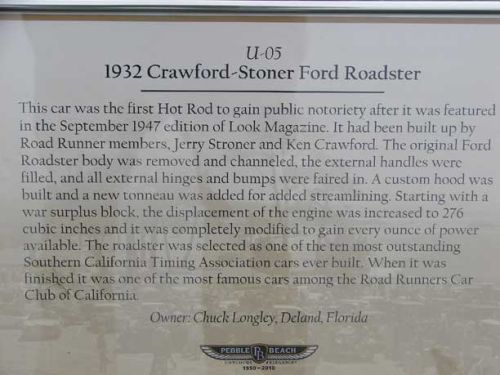 U-05
1932 Crawford-Stoner Ford Roadster
This car was the first Hot Rod to gain public notoriety after it was featured
in the September 1947 edition of Look Magazine. It had been built up by
Road Runner members, Jerry Stroner and Ken Crawford. The original Ford
Roadster body was removed and channeled, the external handles were
filled, and all external hinges and bumps were faired in. A custom hood was
built and a new tonneau was added for added streamlining. Starting with a
war surplus block, the displacement of the engine was increased to 276
cubic inches and it was completely modified to gain every ounce of power
available. The roadster was selected as one of the ten most outstanding
Southern California Timing Association cars ever built. When it was
finished it was one of the most famous cars among the Road Runners Car
Club of California.
Owner: Chuck Longley, Deland, Florida
PEBBLE PB BEACH
1950-2010